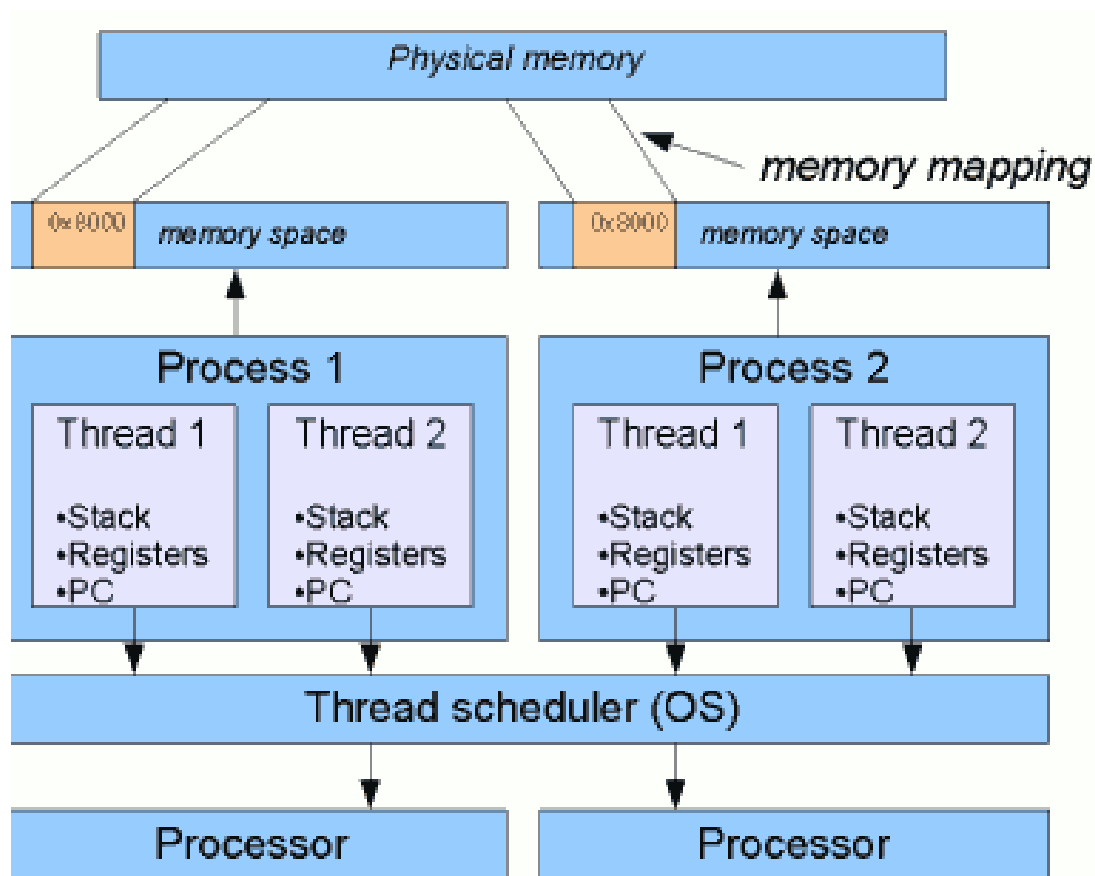 Physical memory
memory mapping
0x8000 memory space
0x8000 memory space
Process 1
Process 2
Thread 1
Thread 2
Thread 1
Thread 2
•Stack
•Registers
•PC
•Stack
•Registers
•PC
•Stack
•Registers
•PC
•Stack
•Registers
•PC
Thread scheduler (OS)
Processor
Processor